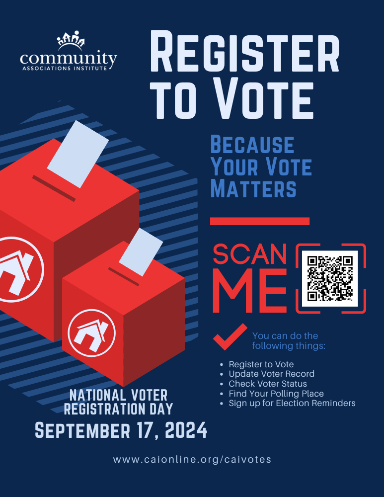 community
ASSOCIATIONS INSTITUTE
REGISTER
TO VOTE
BECAUSE
YOUR VOTE
MATTERS
SCAN
ME
You can do the
following things:
• Register to Vote
• Update Voter Record
• Check Voter Status
• Find Your Polling Place
• Sign up for Election Reminders
NATIONAL VOTER
REGISTRATION DAY
SEPTEMBER 17, 2024
www.caionline.org/caivotes